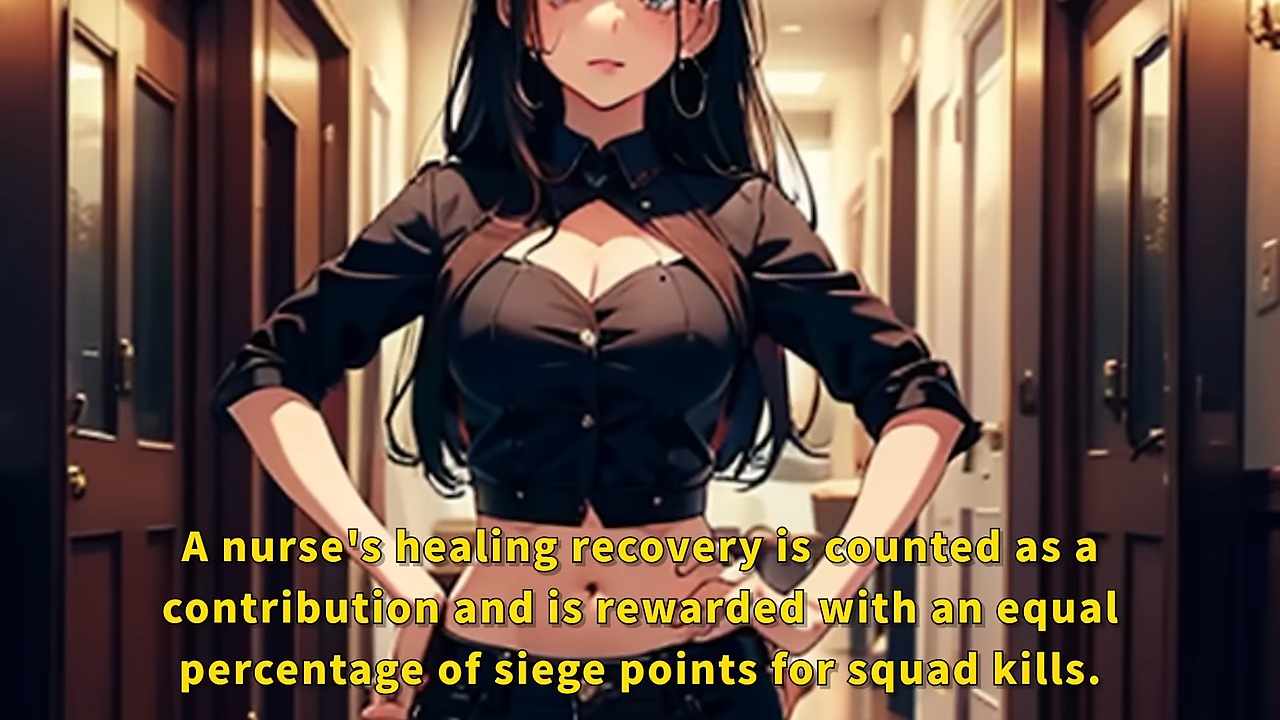 A nurse's healing recovery is counted as a
contribution and is rewarded with an equal
percentage of siege points for squad kills.